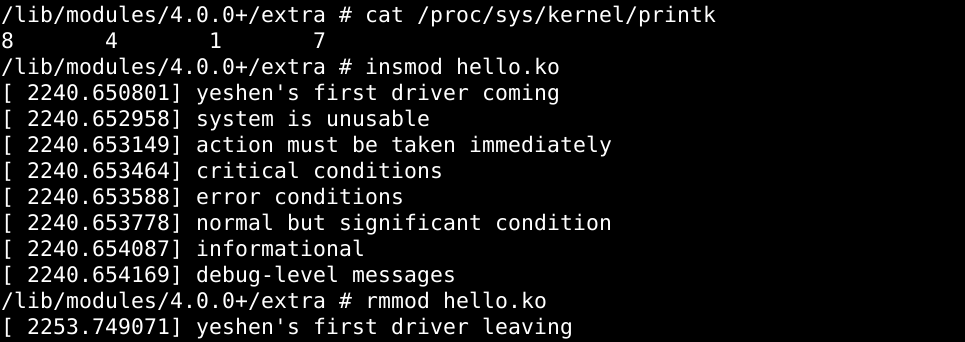 /lib/modules/4.0.0+/extra # cat /proc/sys/kernel/printk
8       4       1       7
/lib/modules/4.0.0+/extra # insmod hello.ko
[ 2240.650801] yeshen's first driver coming
[ 2240.652958] system is unusable
[ 2240.653149] action must be taken immediately
[ 2240.653464] critical conditions
[ 2240.653588] error conditions
[ 2240.653778] normal but significant condition
[ 2240.654087] informational
[ 2240.654169] debug-level messages
/lib/modules/4.0.0+/extra # rmmod hello.ko
[ 2253.749071] yeshen's first driver leaving